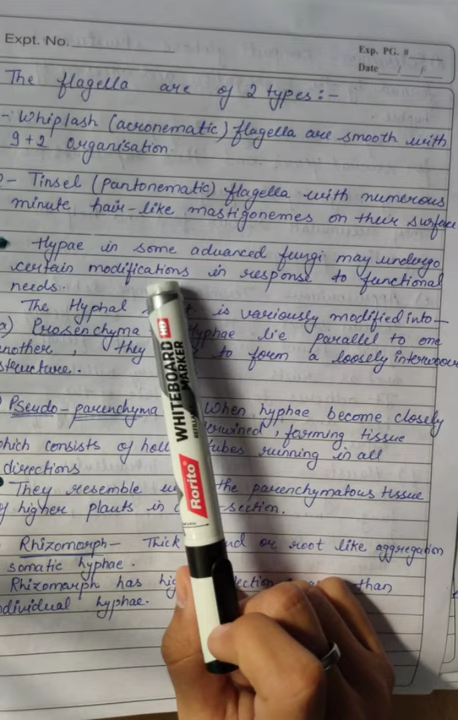 Expt. No.
Exp. PG. #
Date
The flagella are of 2 types :-
- Whiplash (acronematic) flagella are smooth with
9+2 organisation
- Tinsel (Pantonematic) flagella with numerous
minute hair-like mastigonemes on their surface
Hypae in some advanced fungi may undergo
certain modifications in response to functional
needs.
The Hyphal is variously modified into-
a) Prosenchyma Hyphae lie parallel to one
another, they to form a loosely
structure.
Pseudo-parenchyma When hyphae become closely
, forming tissue
which consists of running in all
directions
They resemble the parenchymatous tissue
higher plants in section.
Rhizomorph- Thick or root like aggregation
somatic hyphae.
Rhizomorph has than
individual hyphae.
WHITEBOARD HD
MARKER
Rorito